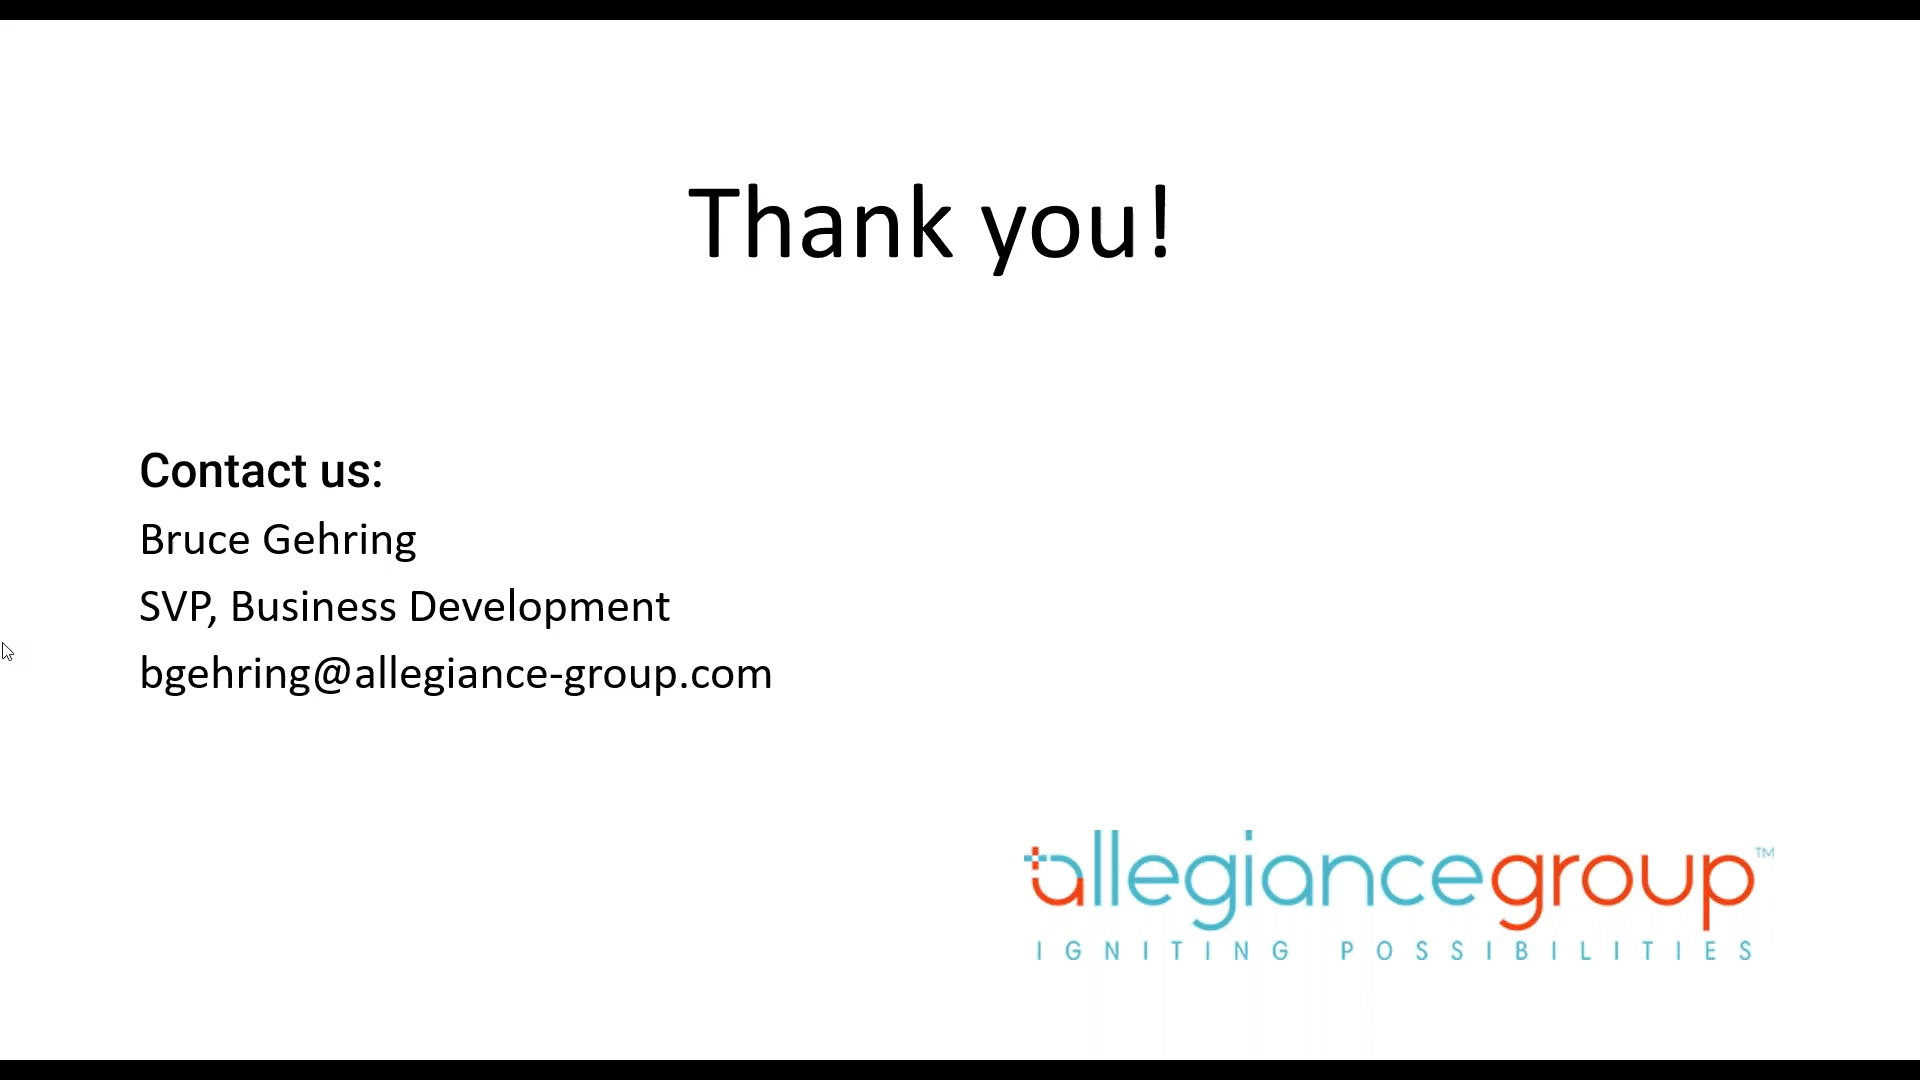 Thank you!
Contact us:
Bruce Gehring
SVP, Business Development
bgehring@allegiance-group.com
allegiancegroup™
IGNITING POSSIBILITIES